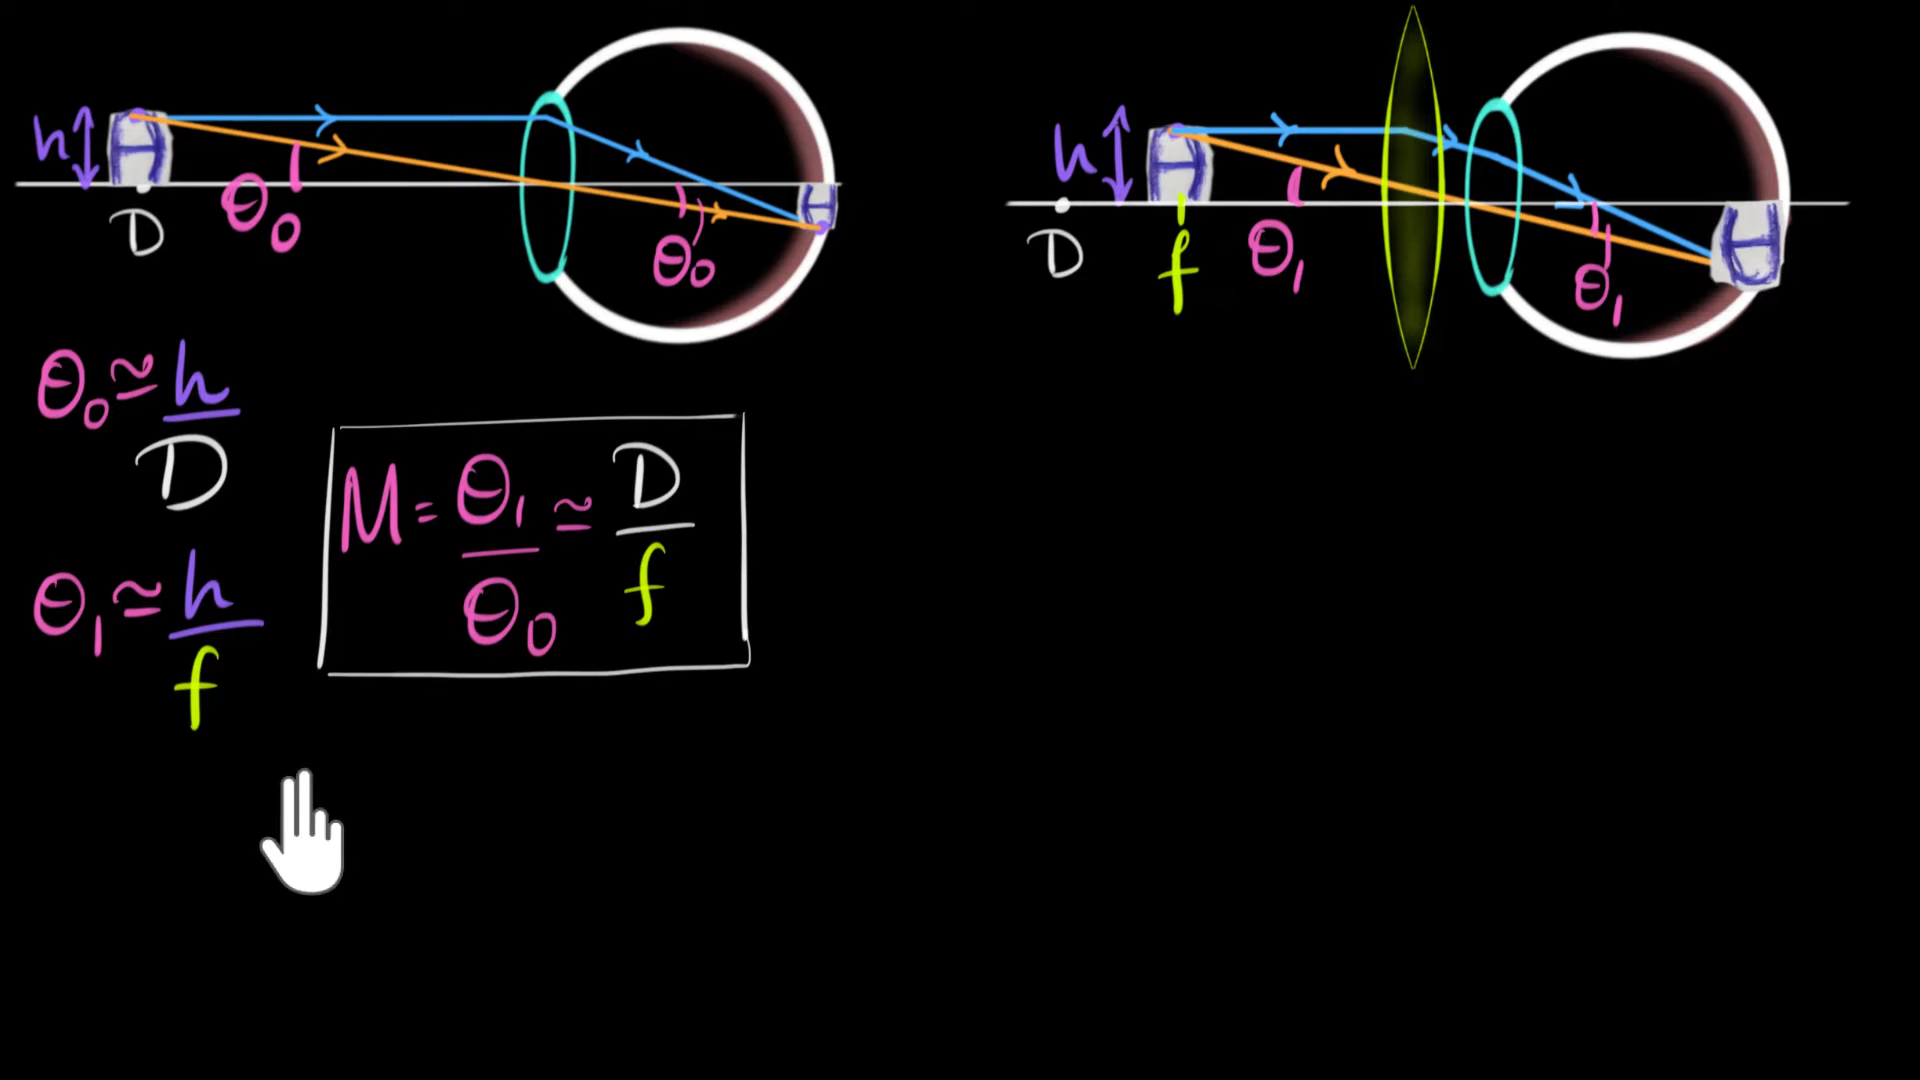 h A D θ₀ θ₀ A
h A D f θ₁ θ₁ A
θ₀ ≃ h/D
M = θ₁/θ₀ ≃ D/f
θ₁ ≃ h/f